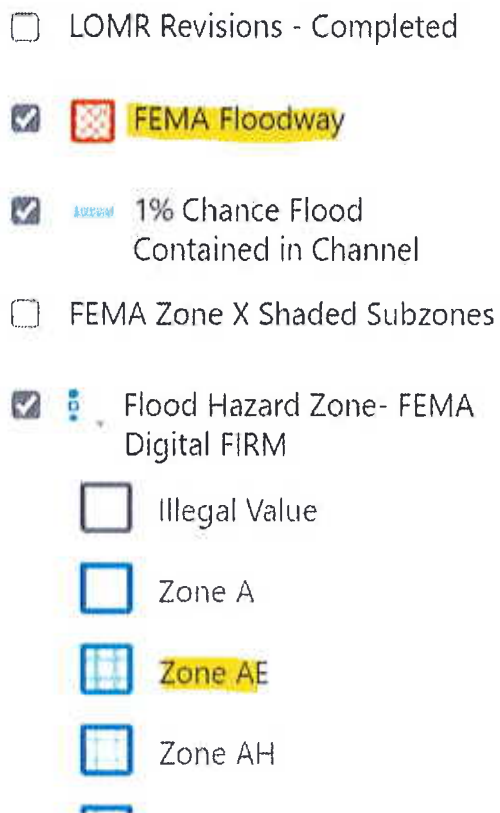 LOMR Revisions - Completed
FEMA Floodway
1% Chance Flood
Contained in Channel
FEMA Zone X Shaded Subzones
Flood Hazard Zone- FEMA
Digital FIRM
Illegal Value
Zone A
Zone AE
Zone AH